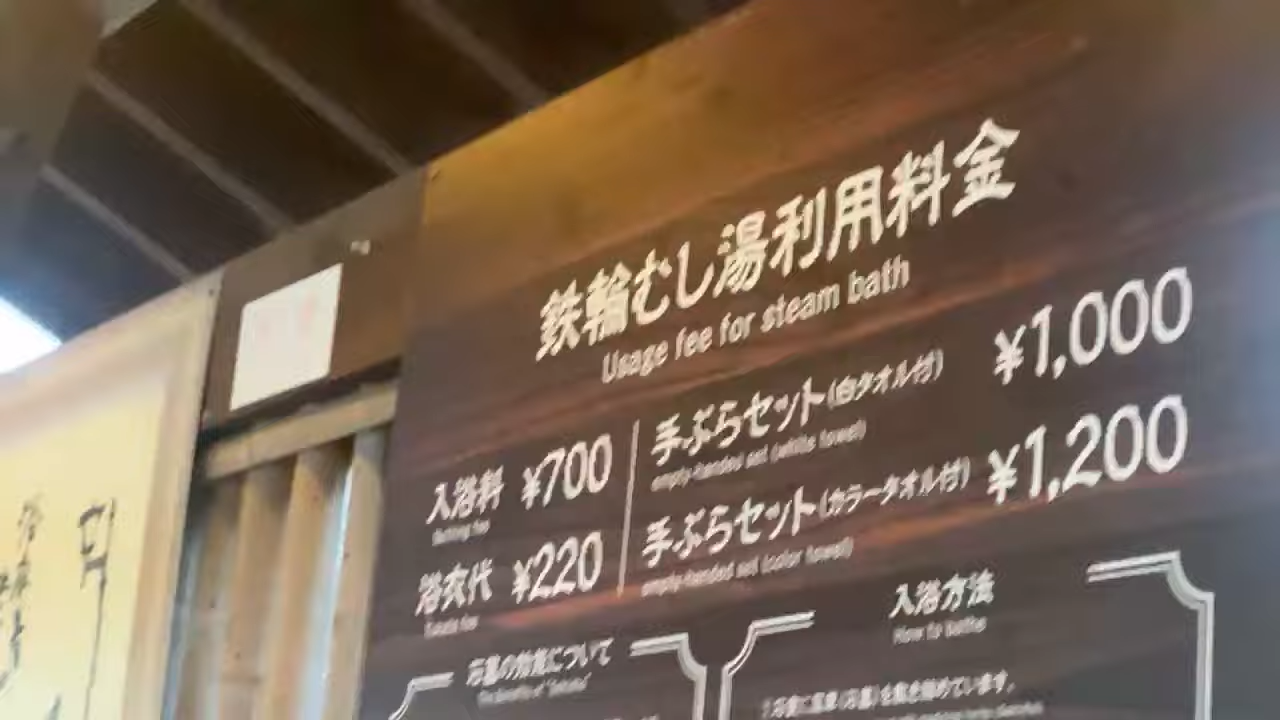 鉄輪むし湯利用料金
Usage fee for steam bath
入浴料 ¥700
Bathing fee
浴衣代 ¥220
Yukata fee
手ぶらセット(白タオル付) ¥1,000
empty-handed set (white towel)
手ぶらセット(カラータオル付) ¥1,200
empty-handed set (color towel)
石菖の効能について
The Benefits of "Sekisho"
入浴方法
How to bathe